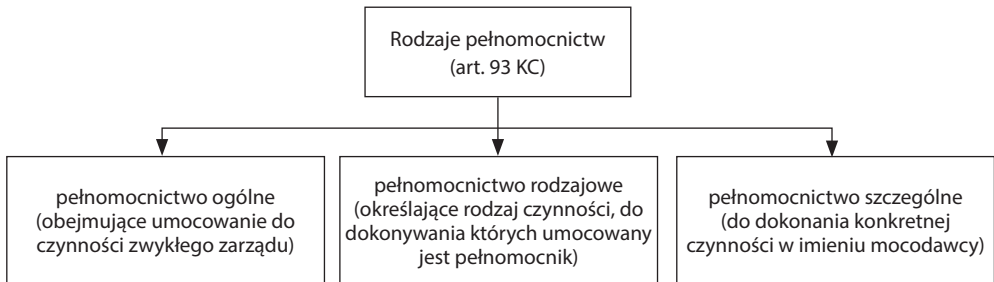 Rodzaje pełnomocnictw
(art. 93 KC)
pełnomocnictwo ogólne
(obejmujące umocowanie do
czynności zwykłego zarządu)
pełnomocnictwo rodzajowe
(określające rodzaj czynności, do
dokonywania których umocowany
jest pełnomocnik)
pełnomocnictwo szczególne
(do dokonania konkretnej
czynności w imieniu mocodawcy)